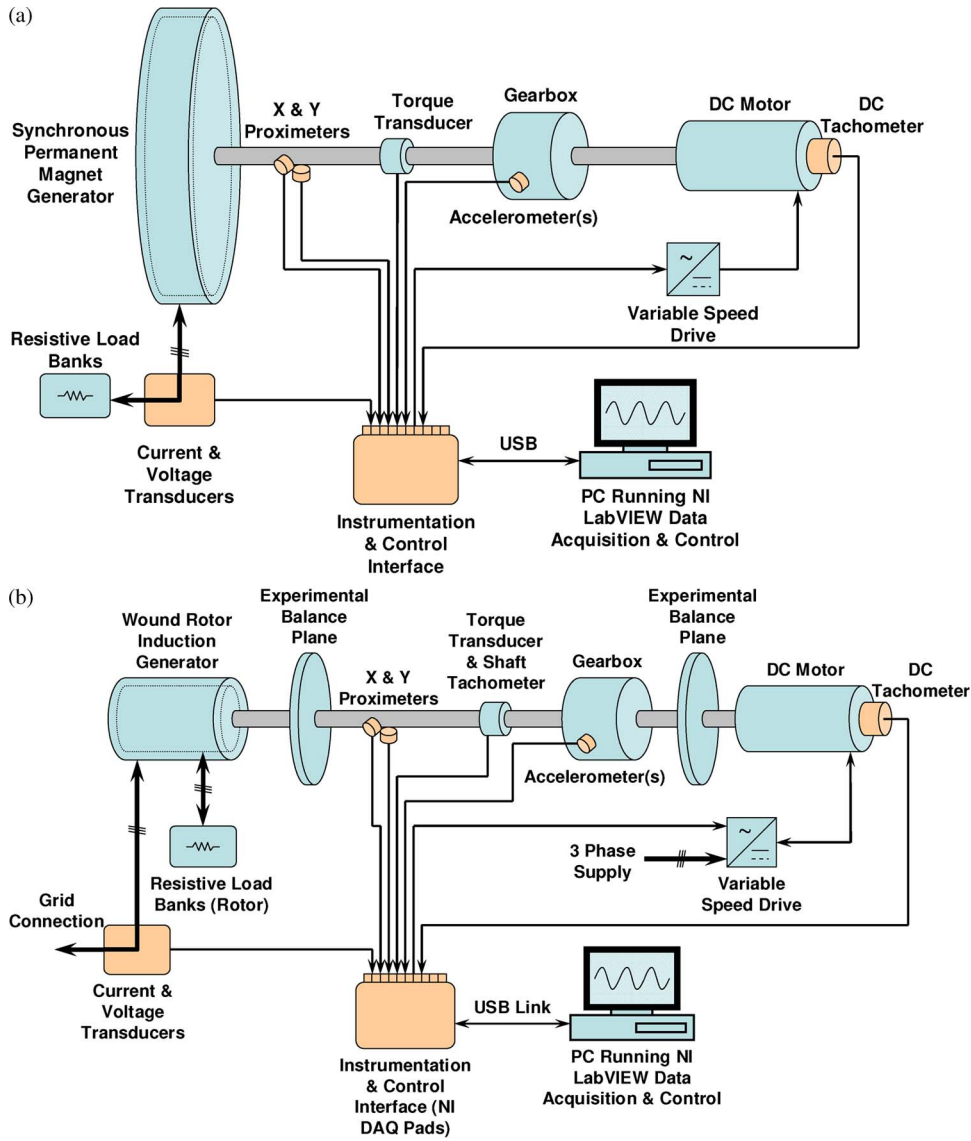 (a)
Synchronous
Permanent
Magnet
Generator
X & Y
Proximeters
Torque
Transducer
Gearbox
Accelerometer(s)
DC Motor
DC
Tachometer
~
Variable Speed
Drive
Resistive Load
Banks
Current &
Voltage
Transducers
Instrumentation
& Control
Interface
USB
PC Running NI
LabVIEW Data
Acquisition & Control
(b)
Wound Rotor
Induction
Generator
Experimental
Balance
Plane
X & Y
Proximeters
Torque
Transducer
& Shaft
Tachometer
Gearbox
Accelerometer(s)
Experimental
Balance
Plane
DC Motor
DC
Tachometer
~
3 Phase
Supply
Variable
Speed Drive
Resistive Load
Banks (Rotor)
Grid
Connection
Current &
Voltage
Transducers
Instrumentation
& Control
Interface (NI
DAQ Pads)
USB Link
PC Running NI
LabVIEW Data
Acquisition & Control